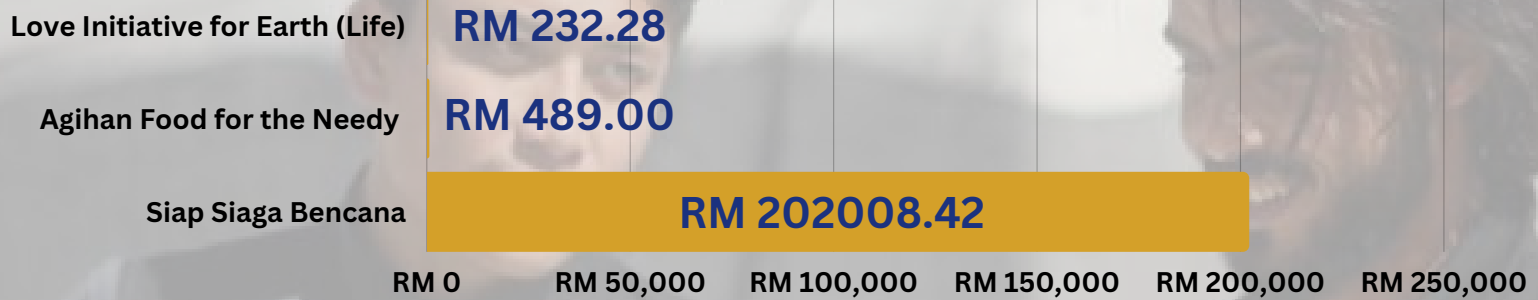 Love Initiative for Earth (Life) RM 232.28
Agihan Food for the Needy RM 489.00
Siap Siaga Bencana RM 202008.42
RM 0 RM 50,000 RM 100,000 RM 150,000 RM 200,000 RM 250,000